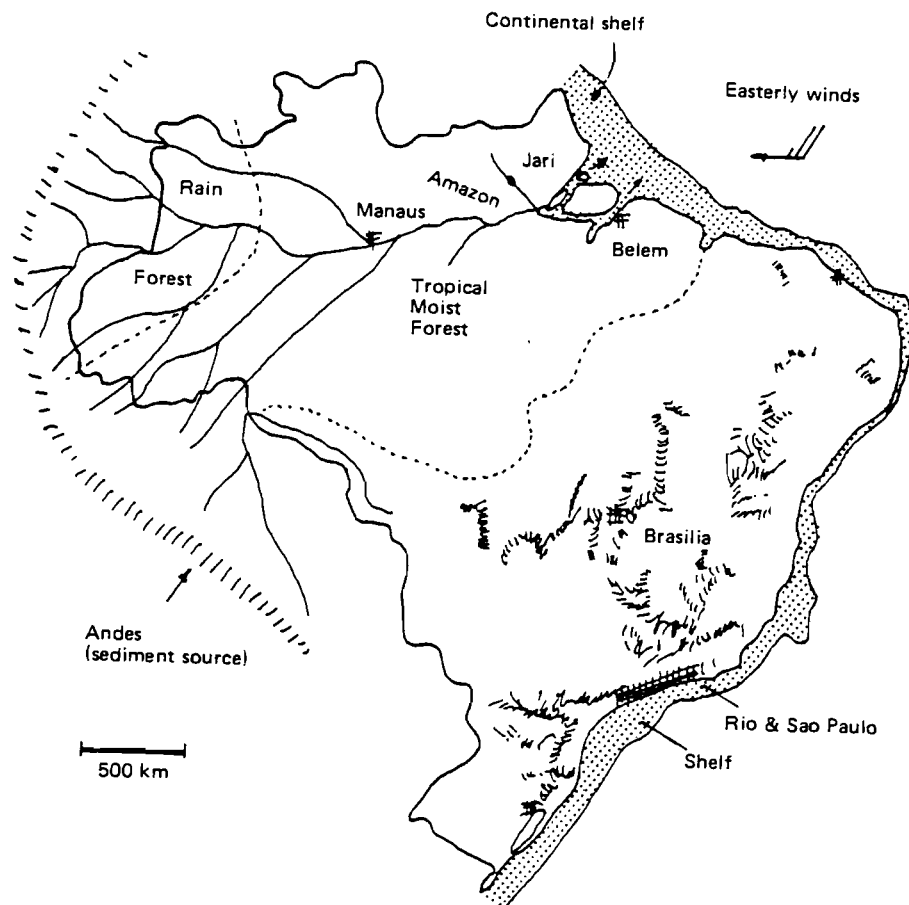 Continental shelf
Easterly winds
Jari
Rain
Amazon
Manaus
Belem
Forest
Tropical
Moist
Forest
Brasilia
Andes
(sediment source)
Rio & Sao Paulo
Shelf
500 km